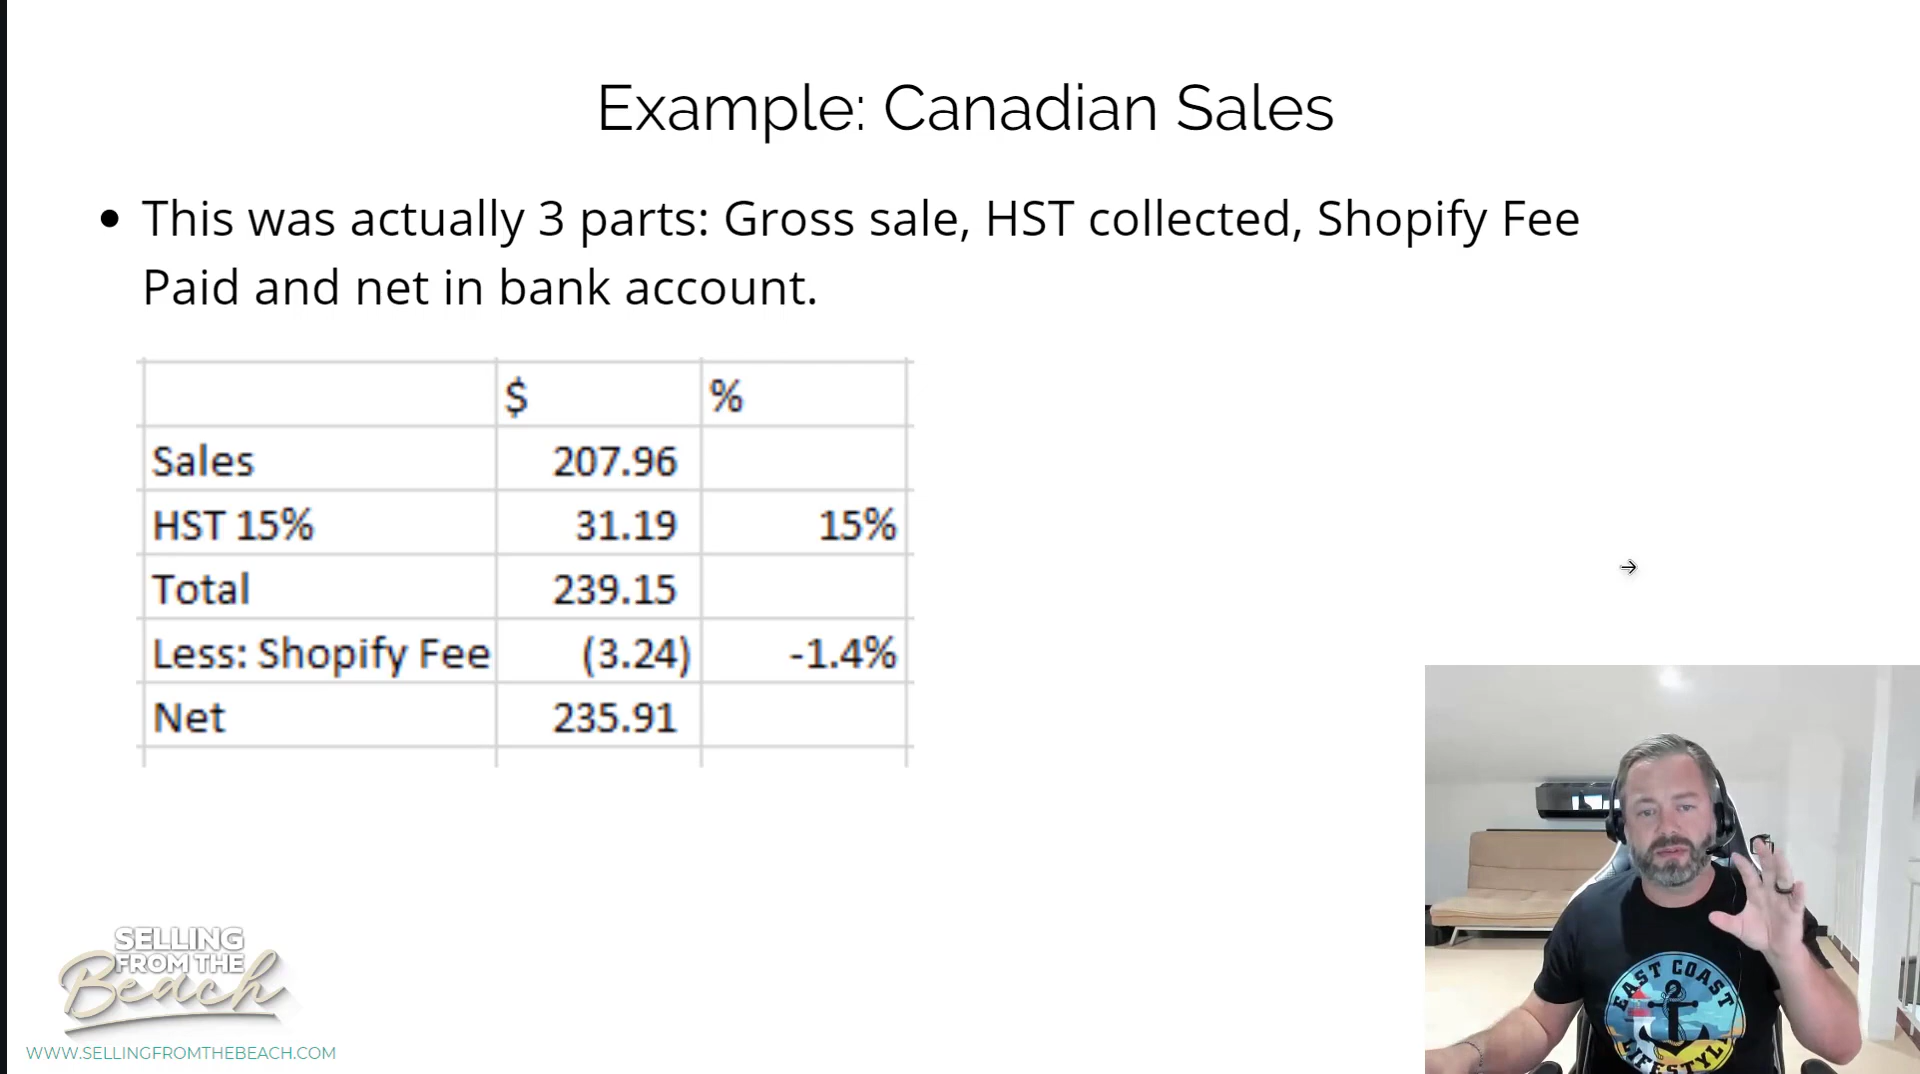 Example: Canadian Sales
• This was actually 3 parts: Gross sale, HST collected, Shopify Fee
Paid and net in bank account.
$ %
Sales 207.96
HST 15% 31.19 15%
Total 239.15
Less: Shopify Fee (3.24) -1.4%
Net 235.91
SELLING
FROM THE
Beach
WWW.SELLINGFROMTHEBEACH.COM
EAST COAST
LIFESTYLE